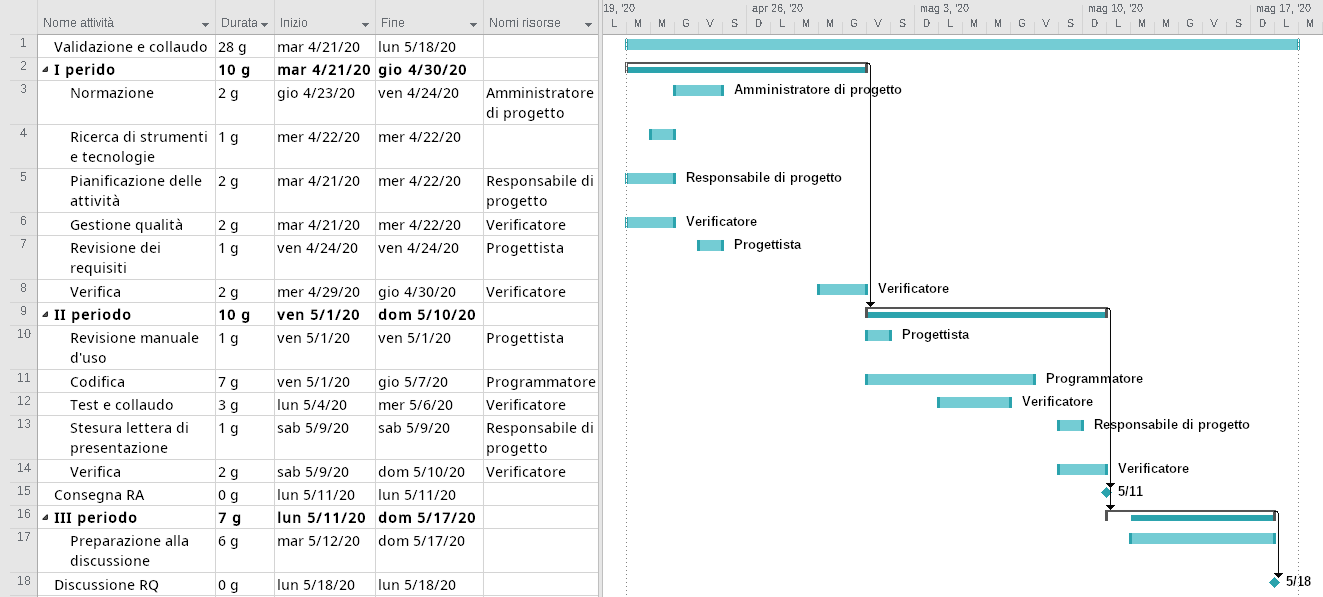 Nome attività Durata Inizio Fine Nomi risorse
19, '20 apr 26, '20 mag 3, '20 mag 10, '20 mag 17, '20
L M M G V S D L M M G V S D L M M G V S D L M M G V S D L M
1 Validazione e collaudo 28 g mar 4/21/20 lun 5/18/20
2 I perido 10 g mar 4/21/20 gio 4/30/20
3 Normazione 2 g gio 4/23/20 ven 4/24/20 Amministratore Amministratore di progetto
di progetto
4 Ricerca di strumenti 1 g mer 4/22/20 mer 4/22/20
e tecnologie
5 Pianificazione delle 2 g mar 4/21/20 mer 4/22/20 Responsabile di Responsabile di progetto
attività progetto
6 Gestione qualità 2 g mar 4/21/20 mer 4/22/20 Verificatore Verificatore
7 Revisione dei 1 g ven 4/24/20 ven 4/24/20 Progettista Progettista
requisiti
8 Verifica 2 g mer 4/29/20 gio 4/30/20 Verificatore Verificatore
9 II periodo 10 g ven 5/1/20 dom 5/10/20
10 Revisione manuale 1 g ven 5/1/20 ven 5/1/20 Progettista Progettista
d'uso
11 Codifica 7 g ven 5/1/20 gio 5/7/20 Programmatore Programmatore
12 Test e collaudo 3 g lun 5/4/20 mer 5/6/20 Verificatore Verificatore
13 Stesura lettera di 1 g sab 5/9/20 sab 5/9/20 Responsabile di Responsabile di progetto
presentazione progetto
14 Verifica 2 g sab 5/9/20 dom 5/10/20 Verificatore Verificatore
15 Consegna RA 0 g lun 5/11/20 lun 5/11/20 5/11
16 III periodo 7 g lun 5/11/20 dom 5/17/20
17 Preparazione alla 6 g mar 5/12/20 dom 5/17/20
discussione
18 Discussione RQ 0 g lun 5/18/20 lun 5/18/20 5/18